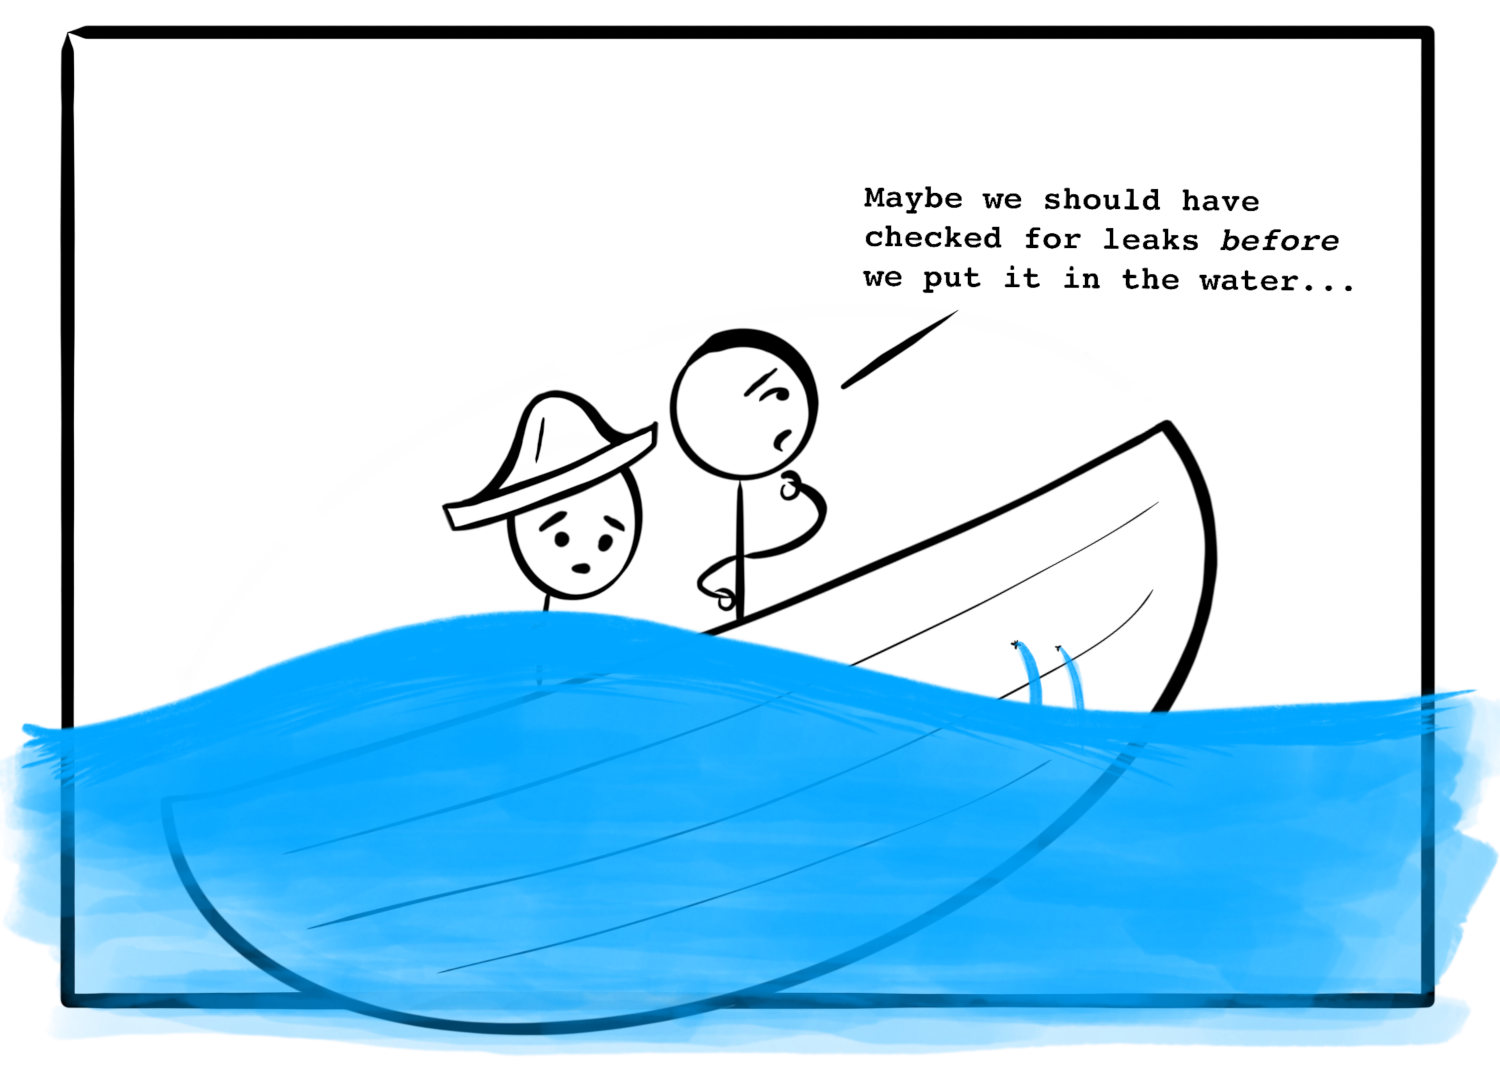 Maybe we should have
checked for leaks before
we put it in the water...